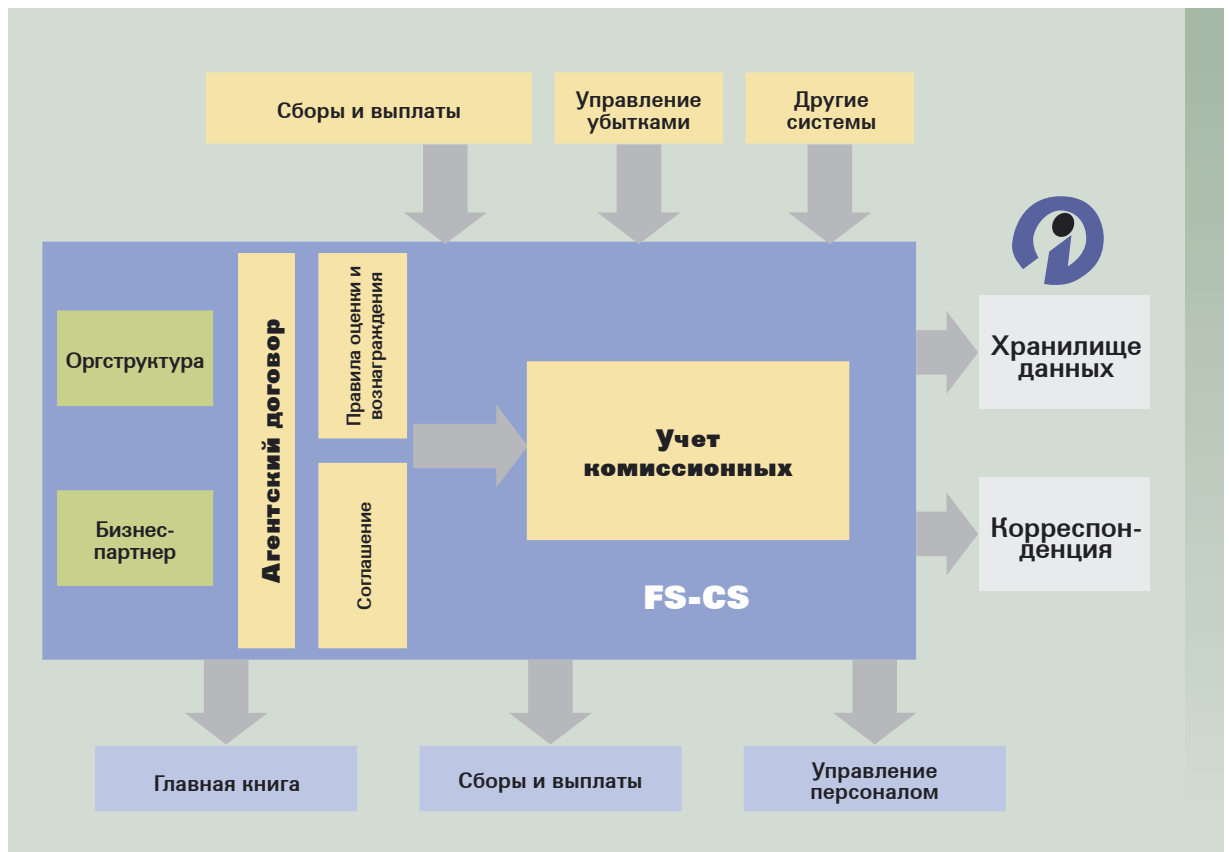 Сборы и выплаты
Управление
убытками
Другие
системы
Оргструктура
Бизнес-
партнер
Агентский договор
Правила оценки и
вознаграждения
Соглашение
Учет
комиссионных
FS-CS
Хранилище
данных
Корреспон-
денция
Главная книга
Сборы и выплаты
Управление
персоналом